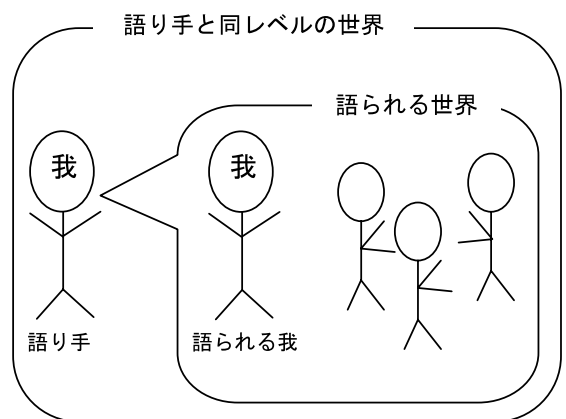 語り手と同レベルの世界
語られる世界
我
我
語り手
語られる我